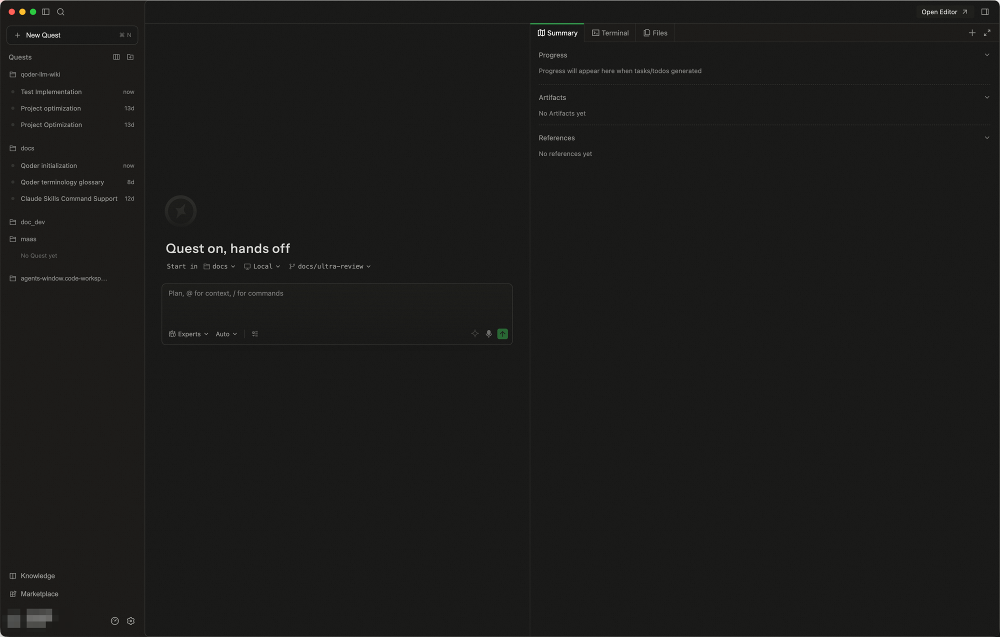 Open Editor
New Quest ⌘ N
Quests
qoder-llm-wiki
Test Implementation now
Project optimization 13d
Project Optimization 13d
docs
Qoder initialization now
Qoder terminology glossary 8d
Claude Skills Command Support 12d
doc_dev
maas
No Quest yet
agents-window.code-worksp...
Knowledge
Marketplace
Quest on, hands off
Start in docs Local docs/ultra-review
Plan, @ for context, / for commands
Experts Auto
Summary Terminal Files
Progress
Progress will appear here when tasks/todos generated
Artifacts
No Artifacts yet
References
No references yet